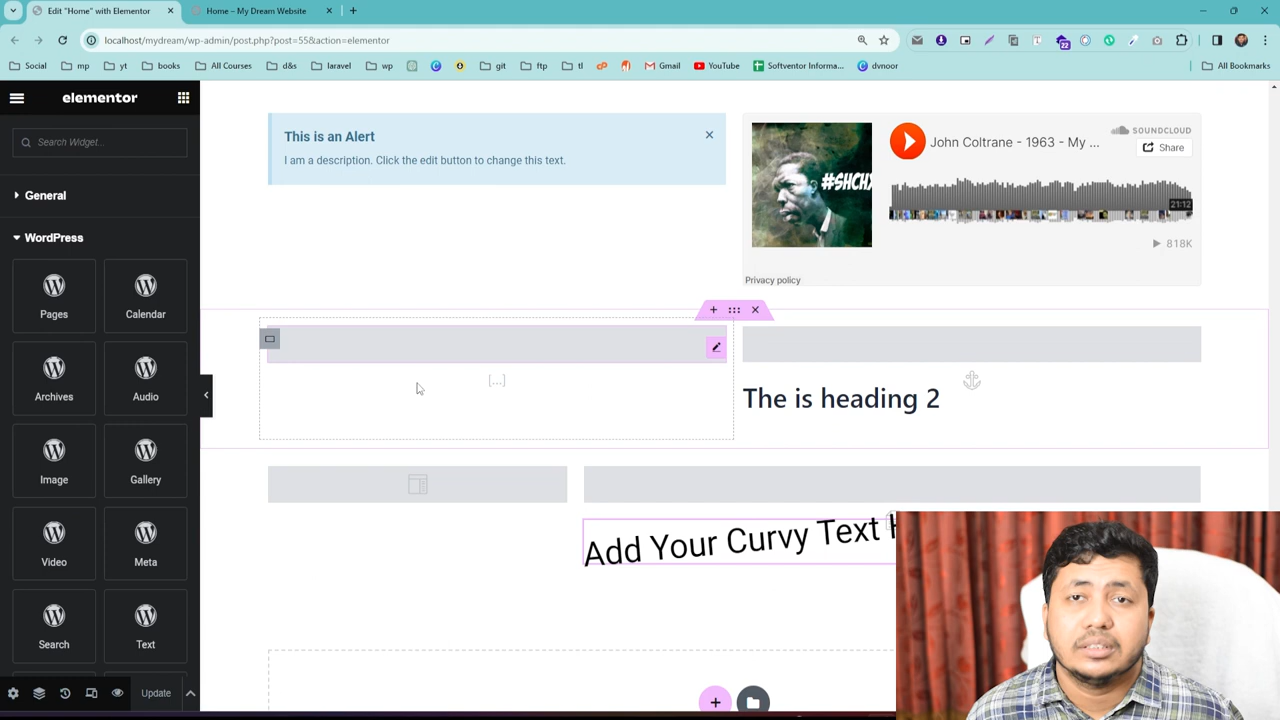 Edit "Home" with Elementor
Home – My Dream Website
localhost/mydream/wp-admin/post.php?post=55&action=elementor
22
Social
mp
yt
books
All Courses
d&s
laravel
wp
git
ftp
tl
Gmail
YouTube
Softventor Informa...
dvnoor
All Bookmarks
elementor
Search Widget...
General
WordPress
Pages
Calendar
Archives
Audio
Image
Gallery
Video
Meta
Search
Text
Update
This is an Alert
I am a description. Click the edit button to change this text.
SOUNDCLOUD
John Coltrane - 1963 - My ...
Share
21:12
818K
Privacy policy
[...]
The is heading 2
Add Your Curvy Text